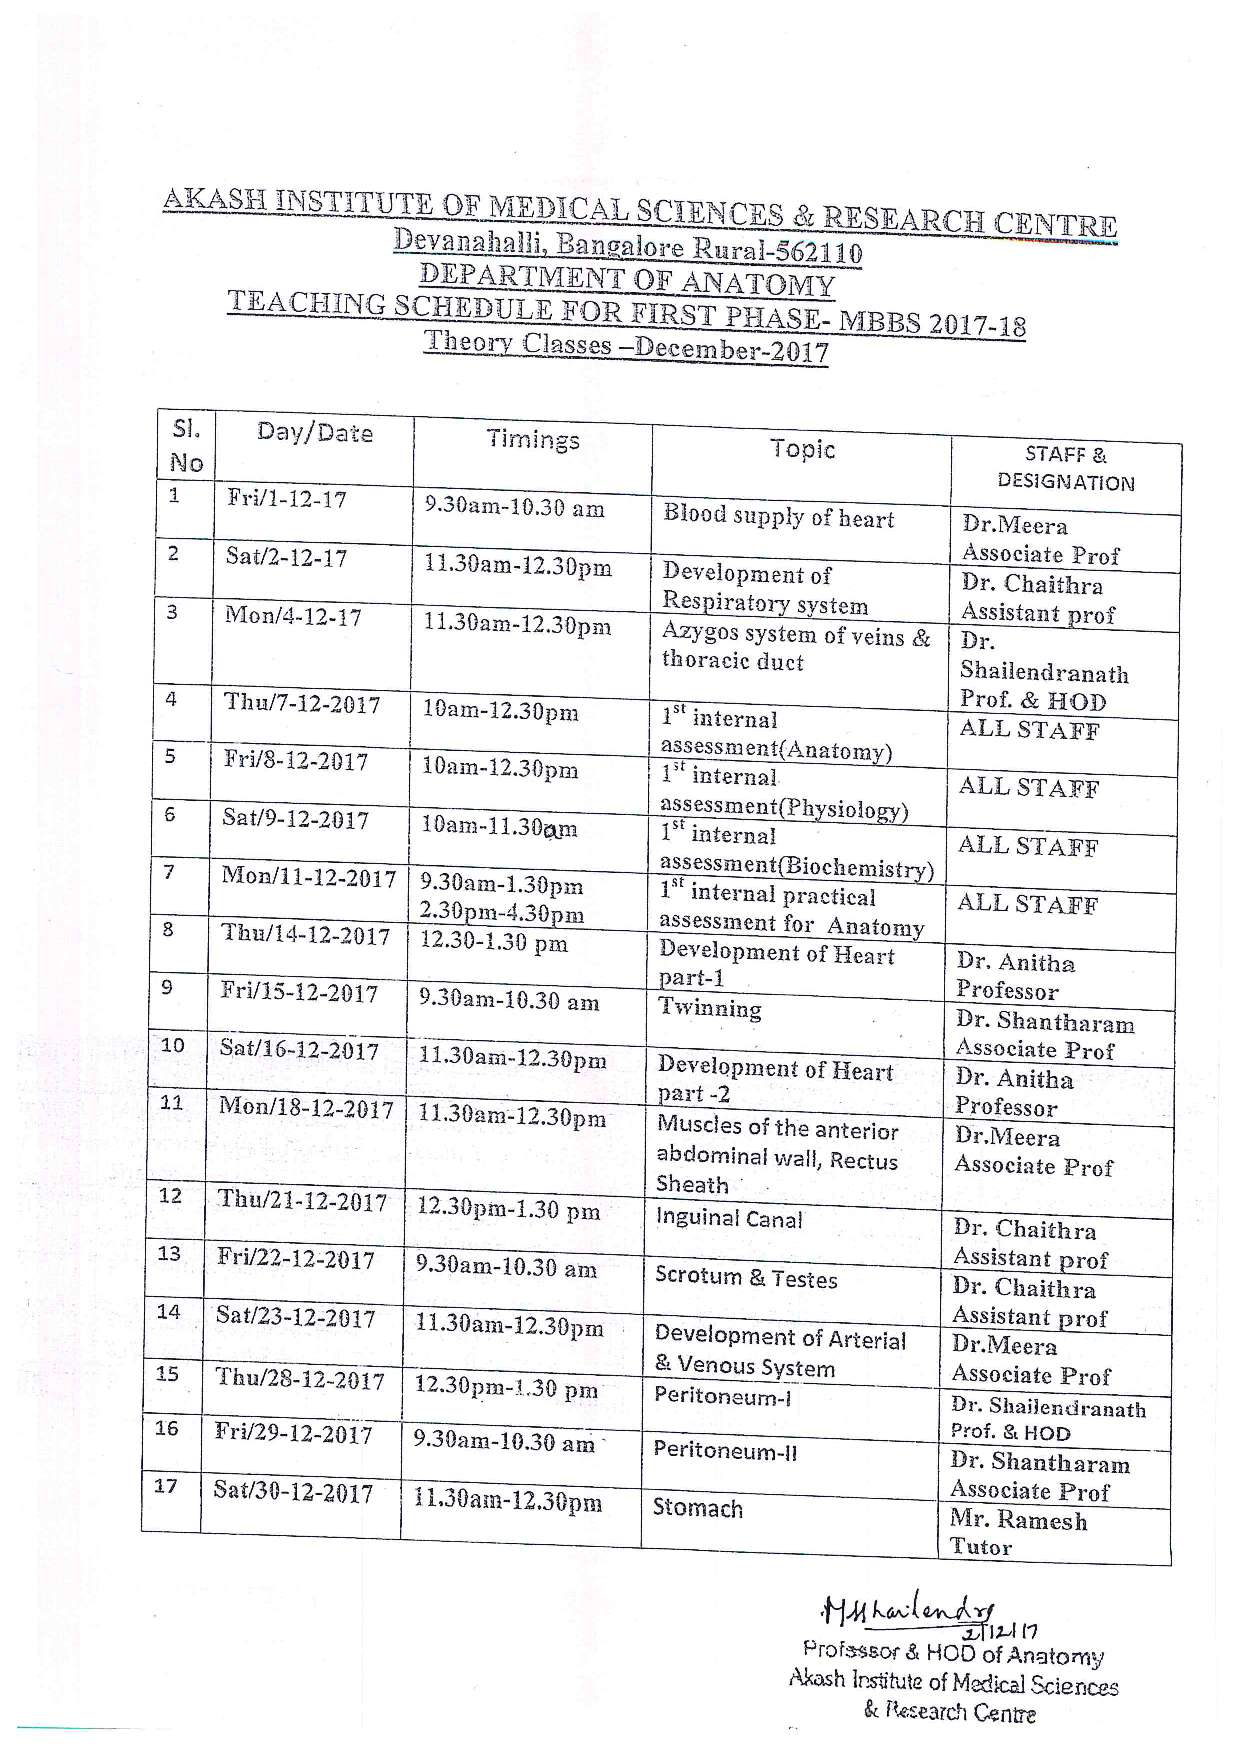 AKASH INSTITUTE OF MEDICAL SCIENCES & RESEARCH CENTRE
Devanahalli, Bangalore Rural-562110
DEPARTMENT OF ANATOMY
TEACHING SCHEDULE FOR FIRST PHASE- MBBS 2017-18
Theory Classes –December-2017
Sl. No Day/Date Timings Topic STAFF & DESIGNATION
1 Fri/1-12-17 9.30am-10.30 am Blood supply of heart Dr.Meera
Associate Prof
2 Sat/2-12-17 11.30am-12.30pm Development of Dr. Chaithra
Respiratory system Assistant prof
3 Mon/4-12-17 11.30am-12.30pm Azygos system of veins & Dr.
thoracic duct Shailendranath
Prof. & HOD
4 Thu/7-12-2017 10am-12.30pm 1st internal ALL STAFF
assessment(Anatomy)
5 Fri/8-12-2017 10am-12.30pm 1st internal ALL STAFF
assessment(Physiology)
6 Sat/9-12-2017 10am-11.30am 1st internal ALL STAFF
assessment(Biochemistry)
7 Mon/11-12-2017 9.30am-1.30pm 1st internal practical ALL STAFF
2.30pm-4.30pm assessment for Anatomy
8 Thu/14-12-2017 12.30-1.30 pm Development of Heart Dr. Anitha
part-1 Professor
9 Fri/15-12-2017 9.30am-10.30 am Twinning Dr. Shantharam
Associate Prof
10 Sat/16-12-2017 11.30am-12.30pm Development of Heart Dr. Anitha
part -2 Professor
11 Mon/18-12-2017 11.30am-12.30pm Muscles of the anterior Dr.Meera
abdominal wall, Rectus Associate Prof
Sheath
12 Thu/21-12-2017 12.30pm-1.30 pm Inguinal Canal Dr. Chaithra
Assistant prof
13 Fri/22-12-2017 9.30am-10.30 am Scrotum & Testes Dr. Chaithra
Assistant prof
14 Sat/23-12-2017 11.30am-12.30pm Development of Arterial Dr.Meera
& Venous System Associate Prof
15 Thu/28-12-2017 12.30pm-1.30 pm Peritoneum-I Dr. Shailendranath
Prof. & HOD
16 Fri/29-12-2017 9.30am-10.30 am Peritoneum-II Dr. Shantharam
Associate Prof
17 Sat/30-12-2017 11.30am-12.30pm Stomach Mr. Ramesh
Tutor
2/12/17
Professor & HOD of Anatomy
Akash Institute of Medical Sciences
& Research Centre